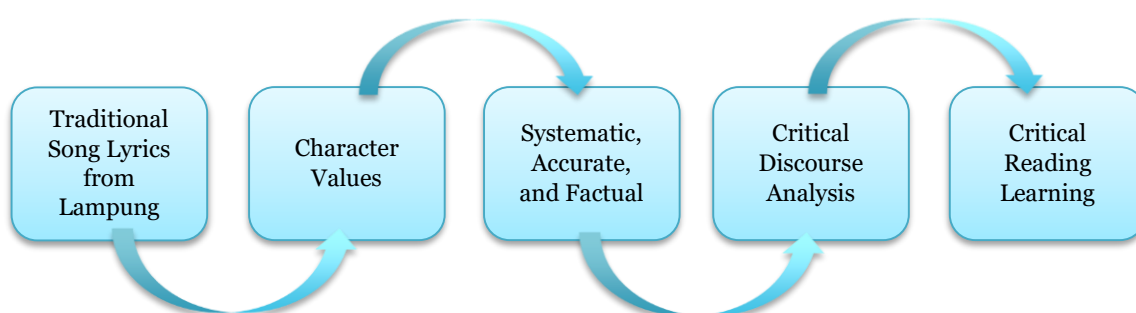 Traditional
Song Lyrics
from
Lampung
Character
Values
Systematic,
Accurate,
and Factual
Critical
Discourse
Analysis
Critical
Reading
Learning